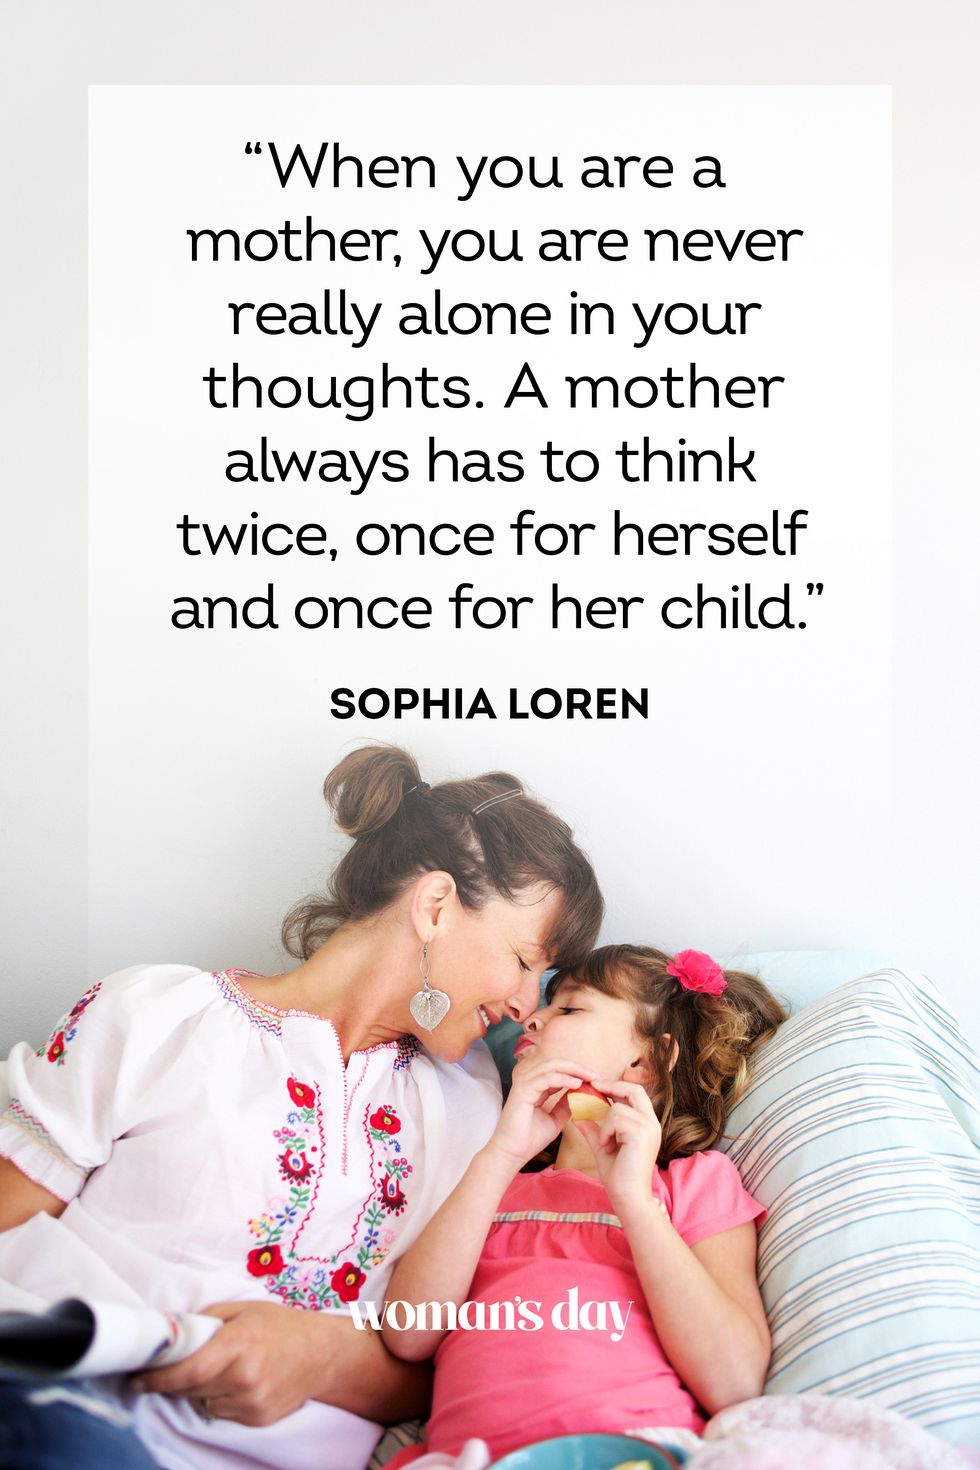 “When you are a
mother, you are never
really alone in your
thoughts. A mother
always has to think
twice, once for herself
and once for her child.”
SOPHIA LOREN
woman's day